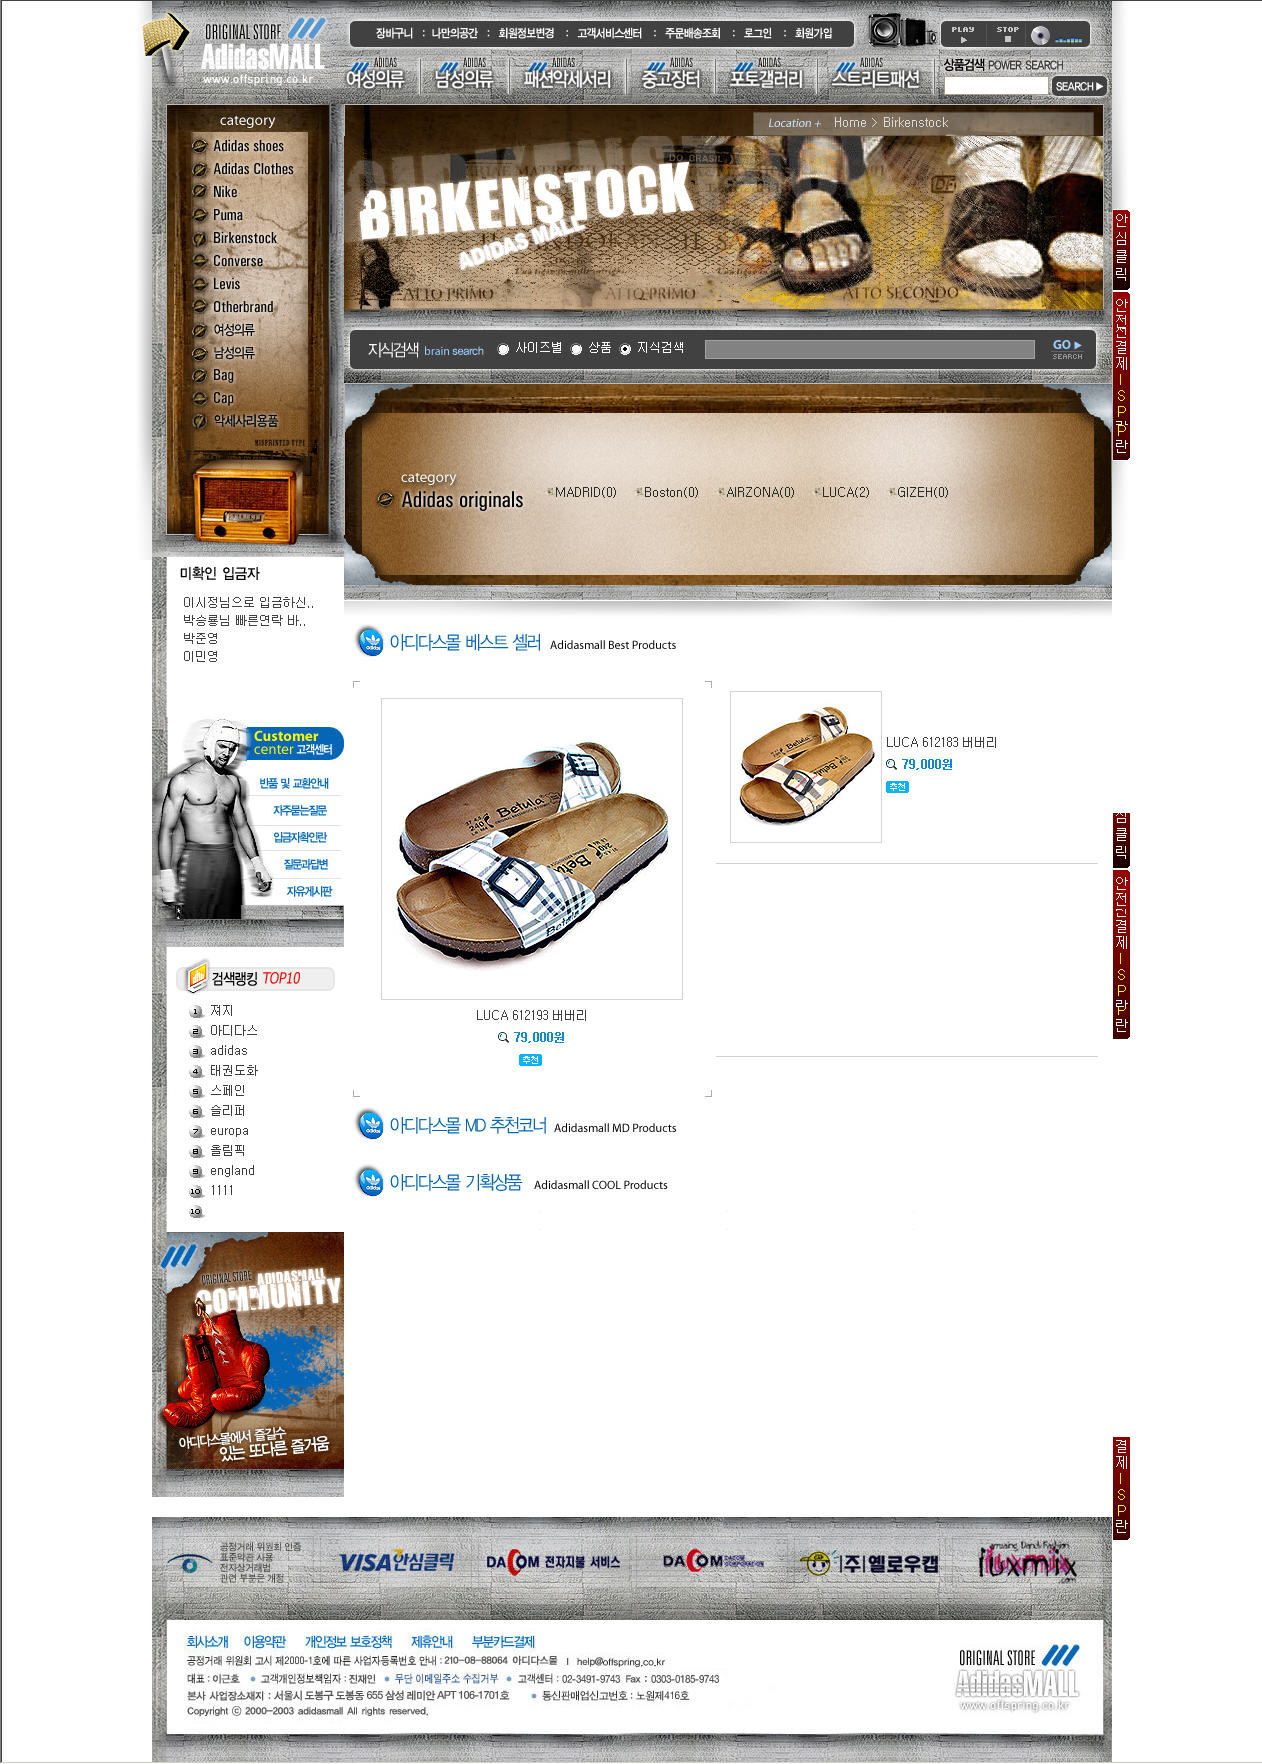 ORIGINAL STORE
AdidasMALL
www.offspring.co.kr
장바구니 : 나만의공간 : 회원정보변경 : 고객서비스센터 : 주문배송조회 : 로그인 : 회원가입
PLAY STOP
ADIDAS 여성의류
ADIDAS 남성의류
ADIDAS 패션악세서리
ADIDAS 중고장터
ADIDAS 포토갤러리
ADIDAS 스트리트패션
상품검색 POWER SEARCH
SEARCH
category
Adidas shoes
Adidas Clothes
Nike
Puma
Birkenstock
Converse
Levis
Otherbrand
여성의류
남성의류
Bag
Cap
악세사리용품
MISPRINTED TYPE
Location + Home > Birkenstock
BIRKENSTOCK
BIRKENSTOCK
ADIDAS MALL
DO BRASIL
ATTO PRIMO ATTO PRIMO ATTO SECONDO
지식검색 brain search 사이즈별 상품 지식검색
GO
SEARCH
category
Adidas originals
MADRID(0) Boston(0) AIRZONA(0) LUCA(2) GIZEH(0)
안심클릭
안전결제ISP란
미확인 입금자
이시정님으로 입금하신..
박승룡님 빠른연락 바..
박준영
이민영
아디다스몰 베스트 셀러 Adidasmall Best Products
Betula
Betula
Betula
LUCA 612193 버버리
79,000원
추천
LUCA 612183 버버리
79,000원
추천
Customer
center 고객센터
반품 및 교환안내
자주묻는질문
입금자확인란
질문과답변
자유게시판
심클릭
안전결제ISP란
검색랭킹 TOP10
1 져지
2 아디다스
3 adidas
4 태권도화
5 스페인
6 슬리퍼
7 europa
8 올림픽
9 england
10 1111
10
아디다스몰 MD 추천코너 Adidasmall MD Products
아디다스몰 기획상품 Adidasmall COOL Products
ORIGINAL STORE ADIDASMALL
COMMUNITY
아디다스몰에서 즐길수
있는 또다른 즐거움
결제ISP란
공정거래 위원회 인증
표준약관 사용
전자상거래법
관련 부분은 개정
VISA안심클릭
DACOM 전자지불 서비스
DACOM DACOM CORPORATION
(주)옐로우캡
Amusing Dandi Fashion
iluxmix
.com
회사소개 이용약관 개인정보 보호정책 제휴안내 부분카드결제
공정거래 위원회 고시 제2000-1호에 따른 사업자등록번호 안내 : 210-08-88064 아디다스몰 | help@offspring.co.kr
대표 : 이근호 고객개인정보책임자 : 진재인 무단 이메일주소 수집거부 고객센터 : 02-3491-9743 Fax : 0303-0185-9743
본사 사업장소재지 : 서울시 도봉구 도봉동 655 삼성 레미안 APT 106-1701호 통신판매업신고번호 : 노원제416호
Copyright ⓒ 2000-2003 adidasmall All rights reserved.
ORIGINAL STORE
AdidasMALL
www.offspring.co.kr